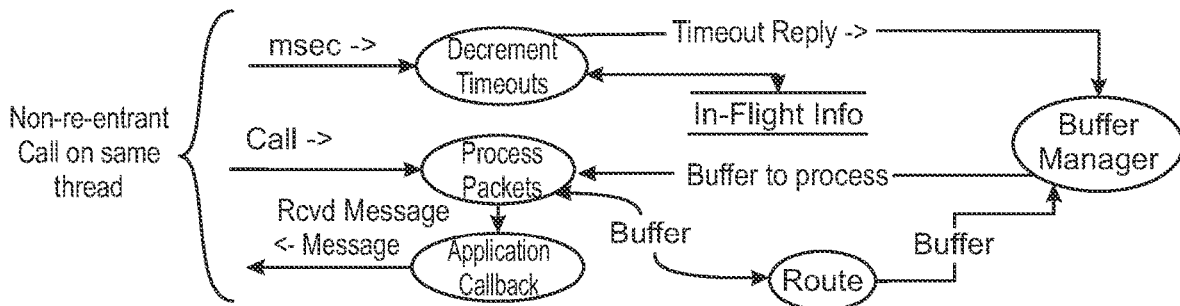 Non-re-entrant
Call on same
thread
msec ->
Decrement
Timeouts
Timeout Reply ->
In-Flight Info
Buffer
Manager
Call ->
Process
Packets
Buffer to process
Rcvd Message
<- Message
Application
Callback
Buffer
Route
Buffer